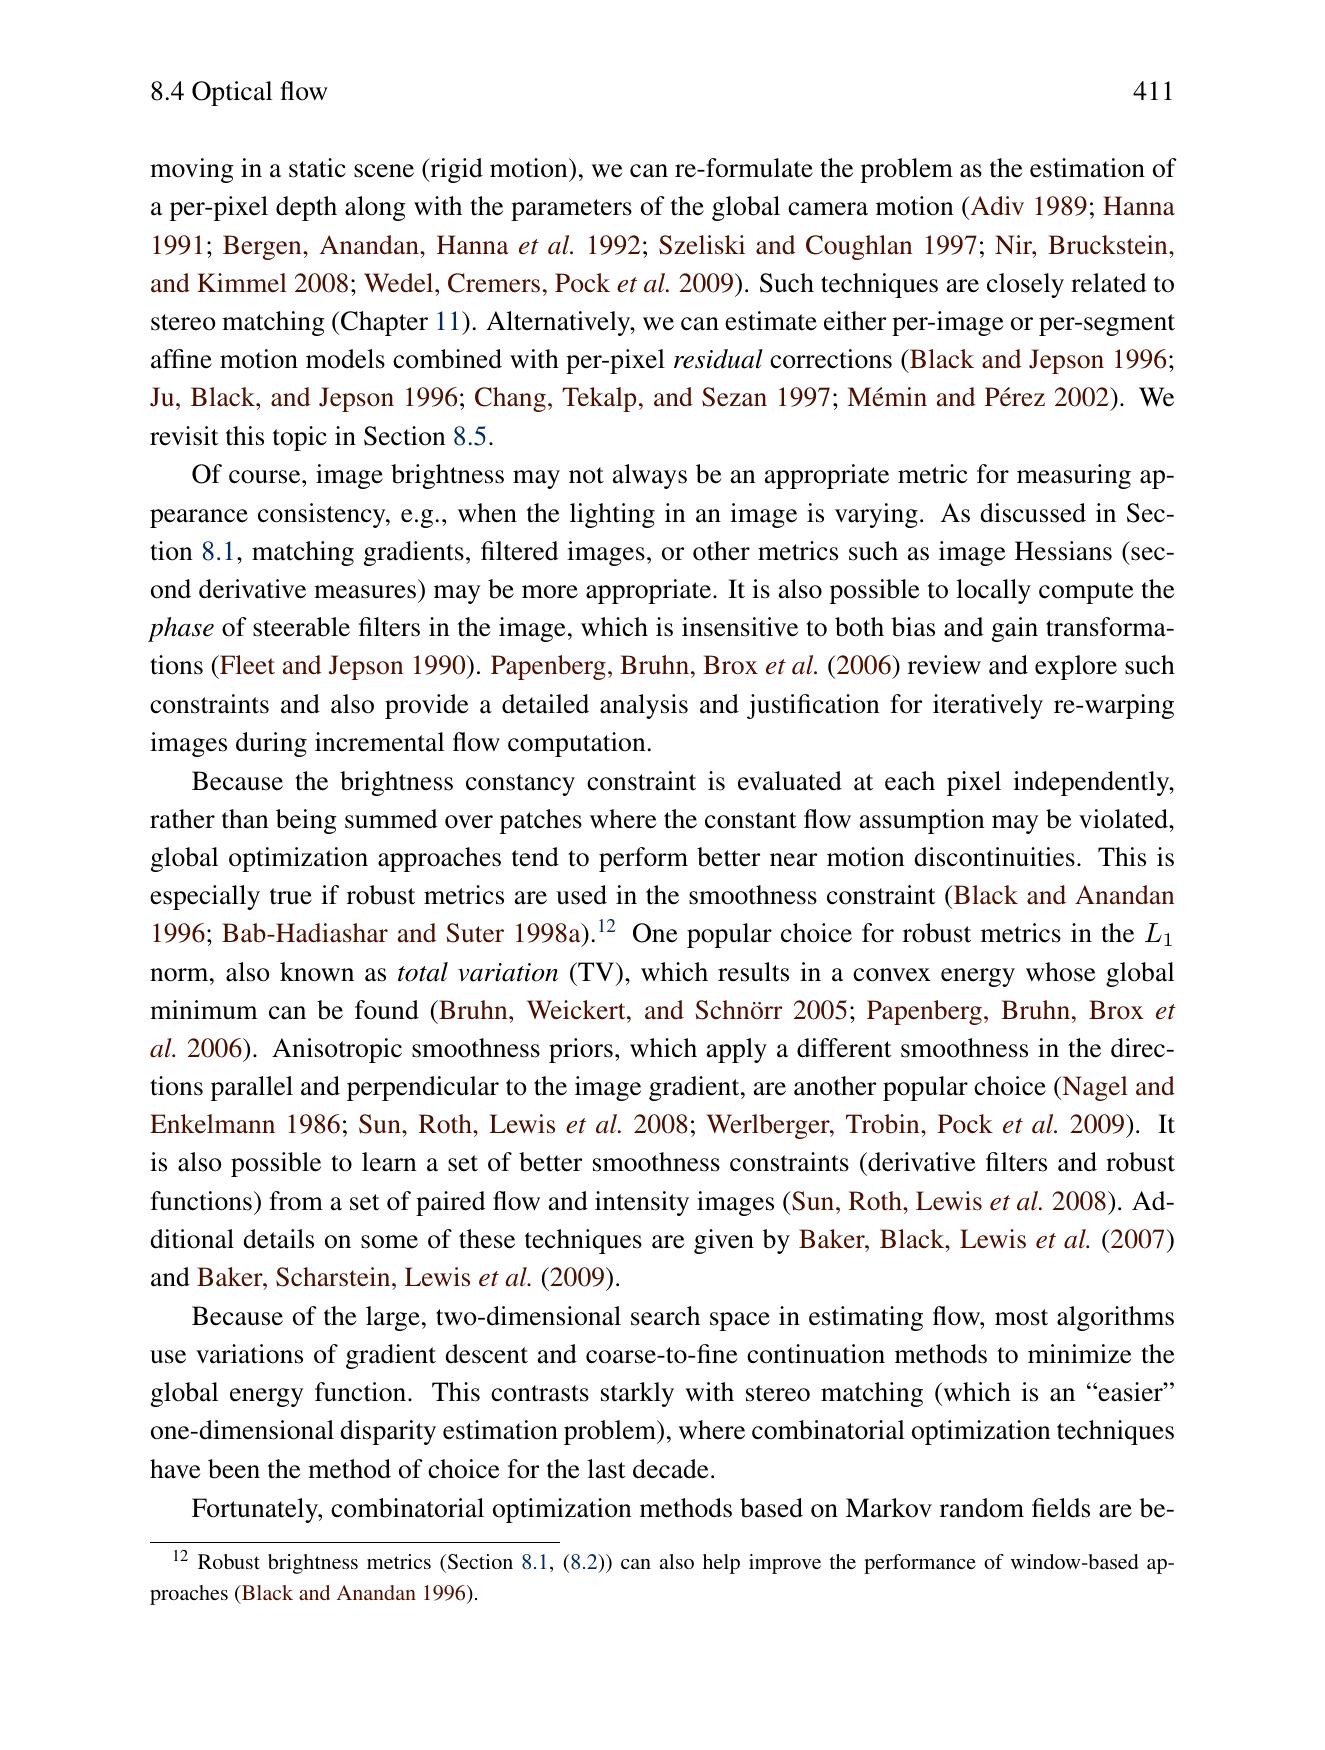 8.4 Optical flow 411
moving in a static scene (rigid motion), we can re-formulate the problem as the estimation of
a per-pixel depth along with the parameters of the global camera motion (Adiv 1989; Hanna
1991; Bergen, Anandan, Hanna et al. 1992; Szeliski and Coughlan 1997; Nir, Bruckstein,
and Kimmel 2008; Wedel, Cremers, Pock et al. 2009). Such techniques are closely related to
stereo matching (Chapter 11). Alternatively, we can estimate either per-image or per-segment
affine motion models combined with per-pixel residual corrections (Black and Jepson 1996;
Ju, Black, and Jepson 1996; Chang, Tekalp, and Sezan 1997; Mémin and Pérez 2002). We
revisit this topic in Section 8.5.
Of course, image brightness may not always be an appropriate metric for measuring ap-
pearance consistency, e.g., when the lighting in an image is varying. As discussed in Sec-
tion 8.1, matching gradients, filtered images, or other metrics such as image Hessians (sec-
ond derivative measures) may be more appropriate. It is also possible to locally compute the
phase of steerable filters in the image, which is insensitive to both bias and gain transforma-
tions (Fleet and Jepson 1990). Papenberg, Bruhn, Brox et al. (2006) review and explore such
constraints and also provide a detailed analysis and justification for iteratively re-warping
images during incremental flow computation.
Because the brightness constancy constraint is evaluated at each pixel independently,
rather than being summed over patches where the constant flow assumption may be violated,
global optimization approaches tend to perform better near motion discontinuities. This is
especially true if robust metrics are used in the smoothness constraint (Black and Anandan
1996; Bab-Hadiashar and Suter 1998a).12 One popular choice for robust metrics in the L1
norm, also known as total variation (TV), which results in a convex energy whose global
minimum can be found (Bruhn, Weickert, and Schnörr 2005; Papenberg, Bruhn, Brox et
al. 2006). Anisotropic smoothness priors, which apply a different smoothness in the direc-
tions parallel and perpendicular to the image gradient, are another popular choice (Nagel and
Enkelmann 1986; Sun, Roth, Lewis et al. 2008; Werlberger, Trobin, Pock et al. 2009). It
is also possible to learn a set of better smoothness constraints (derivative filters and robust
functions) from a set of paired flow and intensity images (Sun, Roth, Lewis et al. 2008). Ad-
ditional details on some of these techniques are given by Baker, Black, Lewis et al. (2007)
and Baker, Scharstein, Lewis et al. (2009).
Because of the large, two-dimensional search space in estimating flow, most algorithms
use variations of gradient descent and coarse-to-fine continuation methods to minimize the
global energy function. This contrasts starkly with stereo matching (which is an “easier”
one-dimensional disparity estimation problem), where combinatorial optimization techniques
have been the method of choice for the last decade.
Fortunately, combinatorial optimization methods based on Markov random fields are be-
12 Robust brightness metrics (Section 8.1, (8.2)) can also help improve the performance of window-based ap-
proaches (Black and Anandan 1996).